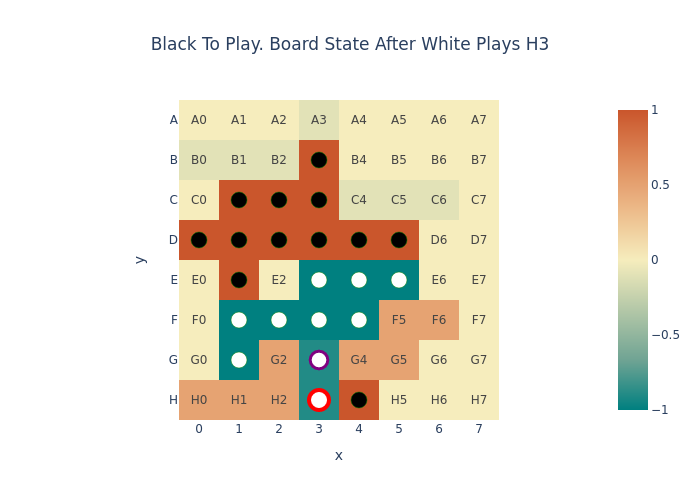 Black To Play. Board State After White Plays H3
A A0 A1 A2 A3 A4 A5 A6 A7
B B0 B1 B2 B4 B5 B6 B7
C C0 C4 C5 C6 C7
D D6 D7
E E0 E2 E6 E7
F F0 F5 F6 F7
G G0 G2 G4 G5 G6 G7
H H0 H1 H2 H5 H6 H7
0 1 2 3 4 5 6 7
x
y
1
0.5
0
−0.5
−1